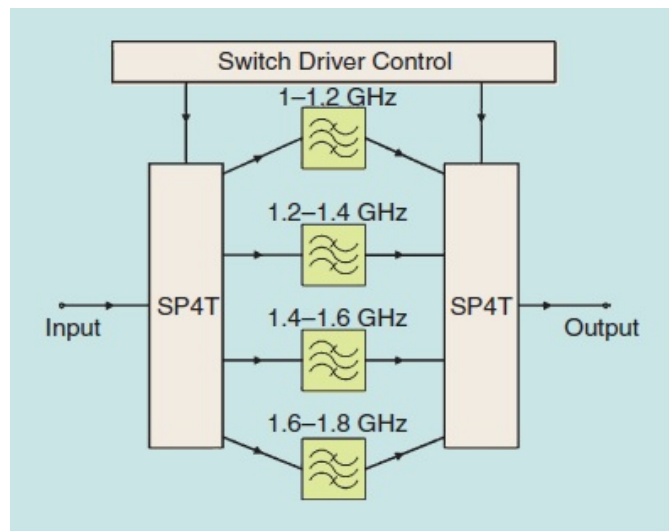 Switch Driver Control
1–1.2 GHz
1.2–1.4 GHz
SP4T
SP4T
Input
1.4–1.6 GHz
Output
1.6–1.8 GHz